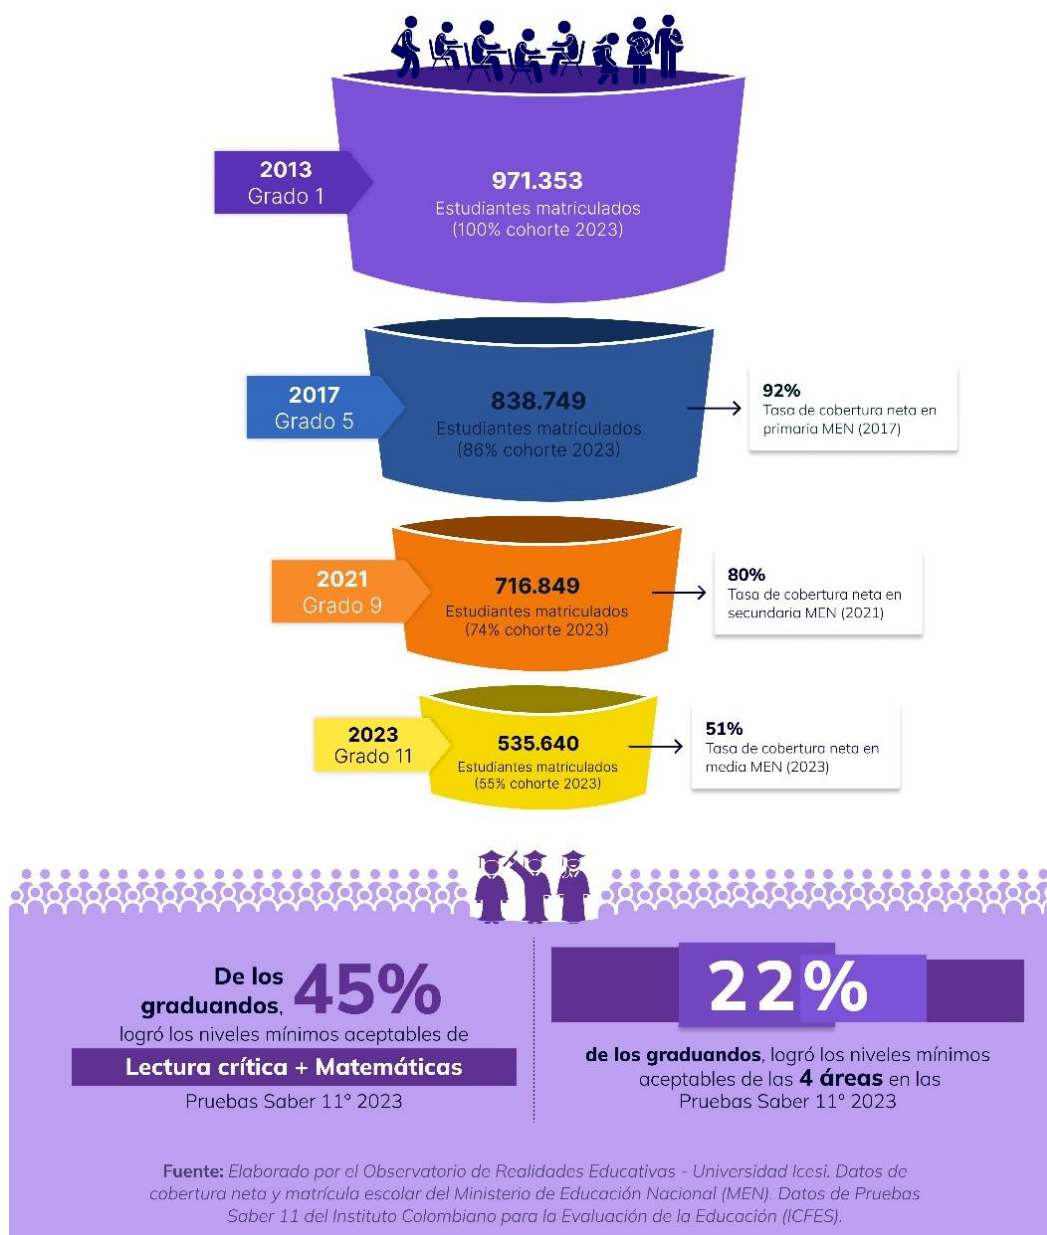 2013
Grado 1
971.353
Estudiantes matriculados
(100% cohorte 2023)
2017
Grado 5
838.749
Estudiantes matriculados
(86% cohorte 2023)
92%
Tasa de cobertura neta en
primaria MEN (2017)
2021
Grado 9
716.849
Estudiantes matriculados
(74% cohorte 2023)
80%
Tasa de cobertura neta en
secundaria MEN (2021)
2023
Grado 11
535.640
Estudiantes matriculados
(55% cohorte 2023)
51%
Tasa de cobertura neta en
media MEN (2023)
De los
graduandos, 45%
logró los niveles mínimos aceptables de
Lectura crítica + Matemáticas
Pruebas Saber 11° 2023
22%
de los graduandos, logró los niveles mínimos
aceptables de las 4 áreas en las
Pruebas Saber 11° 2023
Fuente: Elaborado por el Observatorio de Realidades Educativas - Universidad Icesi. Datos de
cobertura neta y matrícula escolar del Ministerio de Educación Nacional (MEN). Datos de Pruebas
Saber 11 del Instituto Colombiano para la Evaluación de la Educación (ICFES).